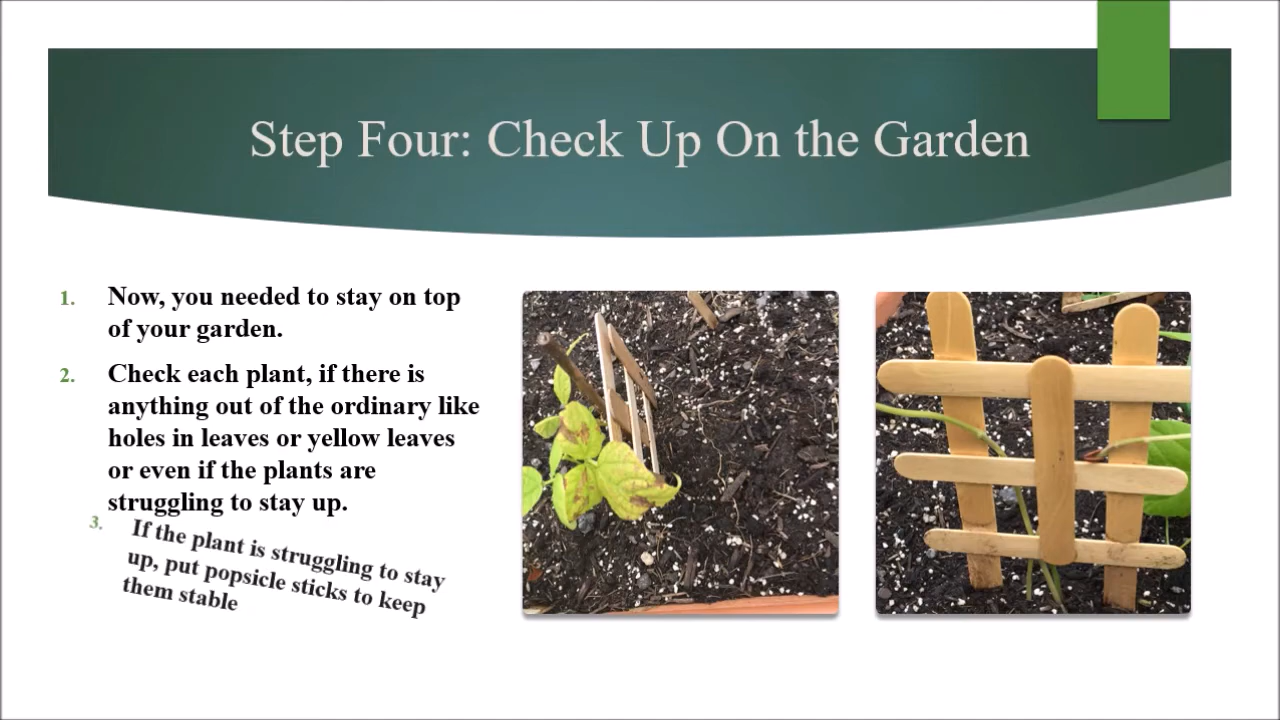 Step Four: Check Up On the Garden
1. Now, you needed to stay on top
of your garden.
2. Check each plant, if there is
anything out of the ordinary like
holes in leaves or yellow leaves
or even if the plants are
struggling to stay up.
3. If the plant is struggling to stay
up, put popsicle sticks to keep
them stable